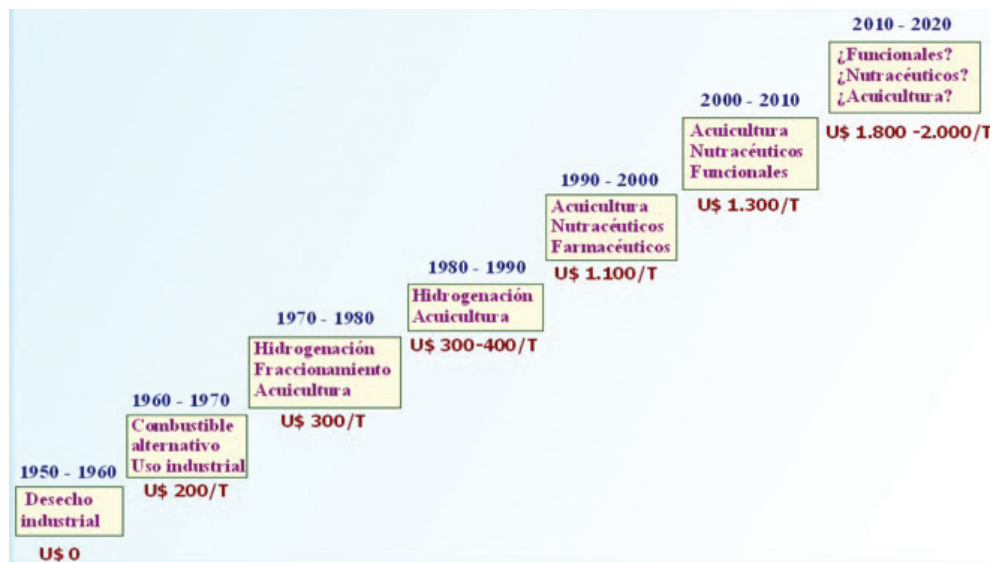 1950 - 1960
Desecho
industrial
U$ 0
1960 - 1970
Combustible
alternativo
Uso industrial
U$ 200/T
1970 - 1980
Hidrogenación
Fraccionamiento
Acuicultura
U$ 300/T
1980 - 1990
Hidrogenación
Acuicultura
U$ 300-400/T
1990 - 2000
Acuicultura
Nutracéuticos
Farmacéuticos
U$ 1.100/T
2000 - 2010
Acuicultura
Nutracéuticos
Funcionales
U$ 1.300/T
2010 - 2020
¿Funcionales?
¿Nutracéuticos?
¿Acuicultura?
U$ 1.800 -2.000/T